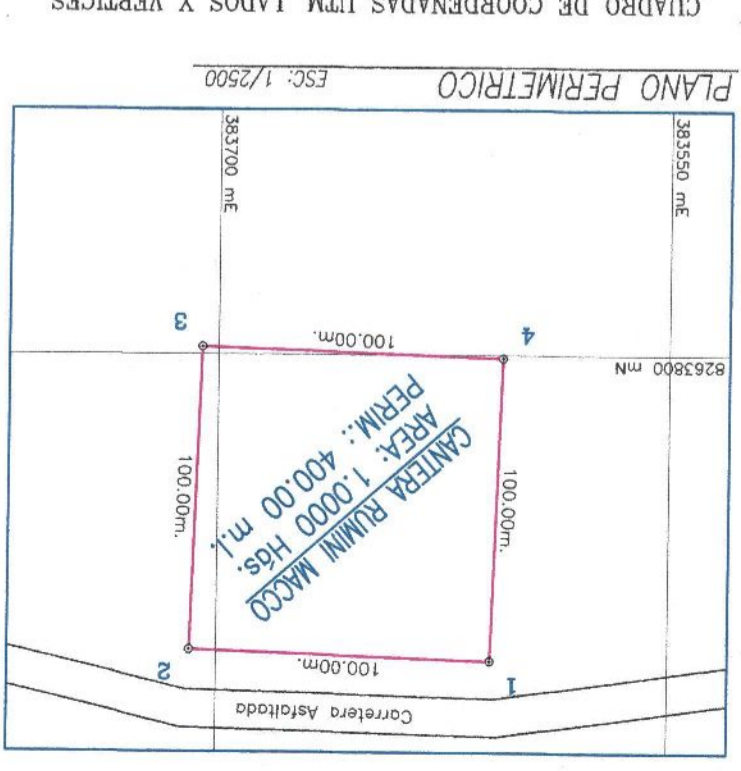 Carretera Asfaltada
1
2
100.00m.
100.00m.
100.00m.
CANTERA RUMINI MACCO
AREA: 1.0000 Hás.
PERIM.: 400.00 m.l.
8263800 mN
4
3
100.00m.
383550 mE
383700 mE
PLANO PERIMETRICO
ESC: 1/2500
CUADRO DE COORDENADAS UTM, LADOS Y VERTICES